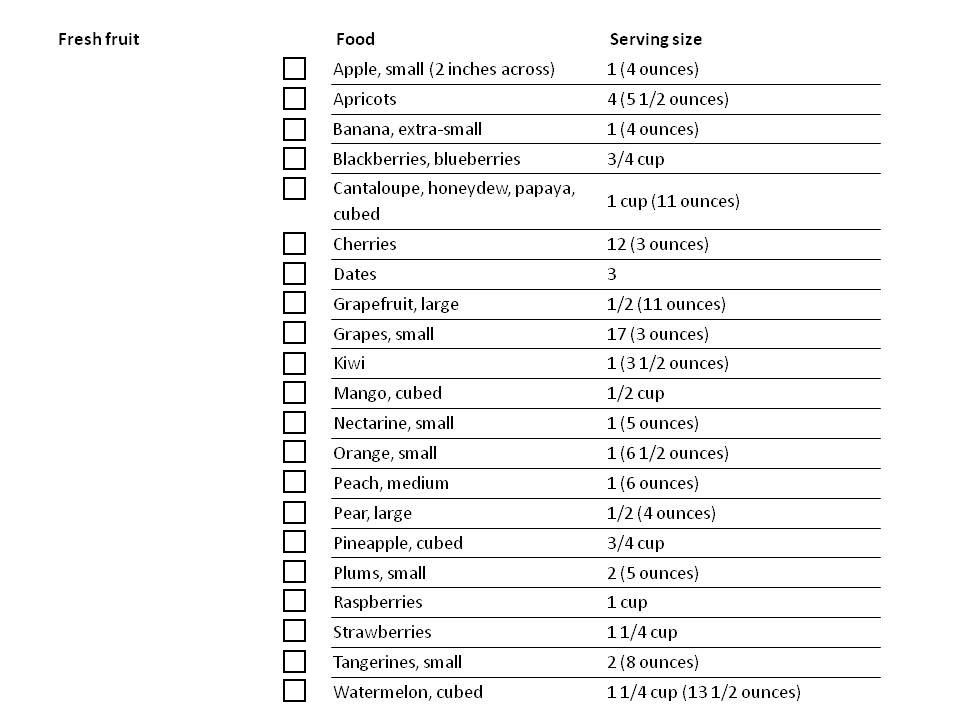 Fresh fruit Food Serving size
Apple, small (2 inches across) 1 (4 ounces)
Apricots 4 (5 1/2 ounces)
Banana, extra-small 1 (4 ounces)
Blackberries, blueberries 3/4 cup
Cantaloupe, honeydew, papaya,
cubed 1 cup (11 ounces)
Cherries 12 (3 ounces)
Dates 3
Grapefruit, large 1/2 (11 ounces)
Grapes, small 17 (3 ounces)
Kiwi 1 (3 1/2 ounces)
Mango, cubed 1/2 cup
Nectarine, small 1 (5 ounces)
Orange, small 1 (6 1/2 ounces)
Peach, medium 1 (6 ounces)
Pear, large 1/2 (4 ounces)
Pineapple, cubed 3/4 cup
Plums, small 2 (5 ounces)
Raspberries 1 cup
Strawberries 1 1/4 cup
Tangerines, small 2 (8 ounces)
Watermelon, cubed 1 1/4 cup (13 1/2 ounces)